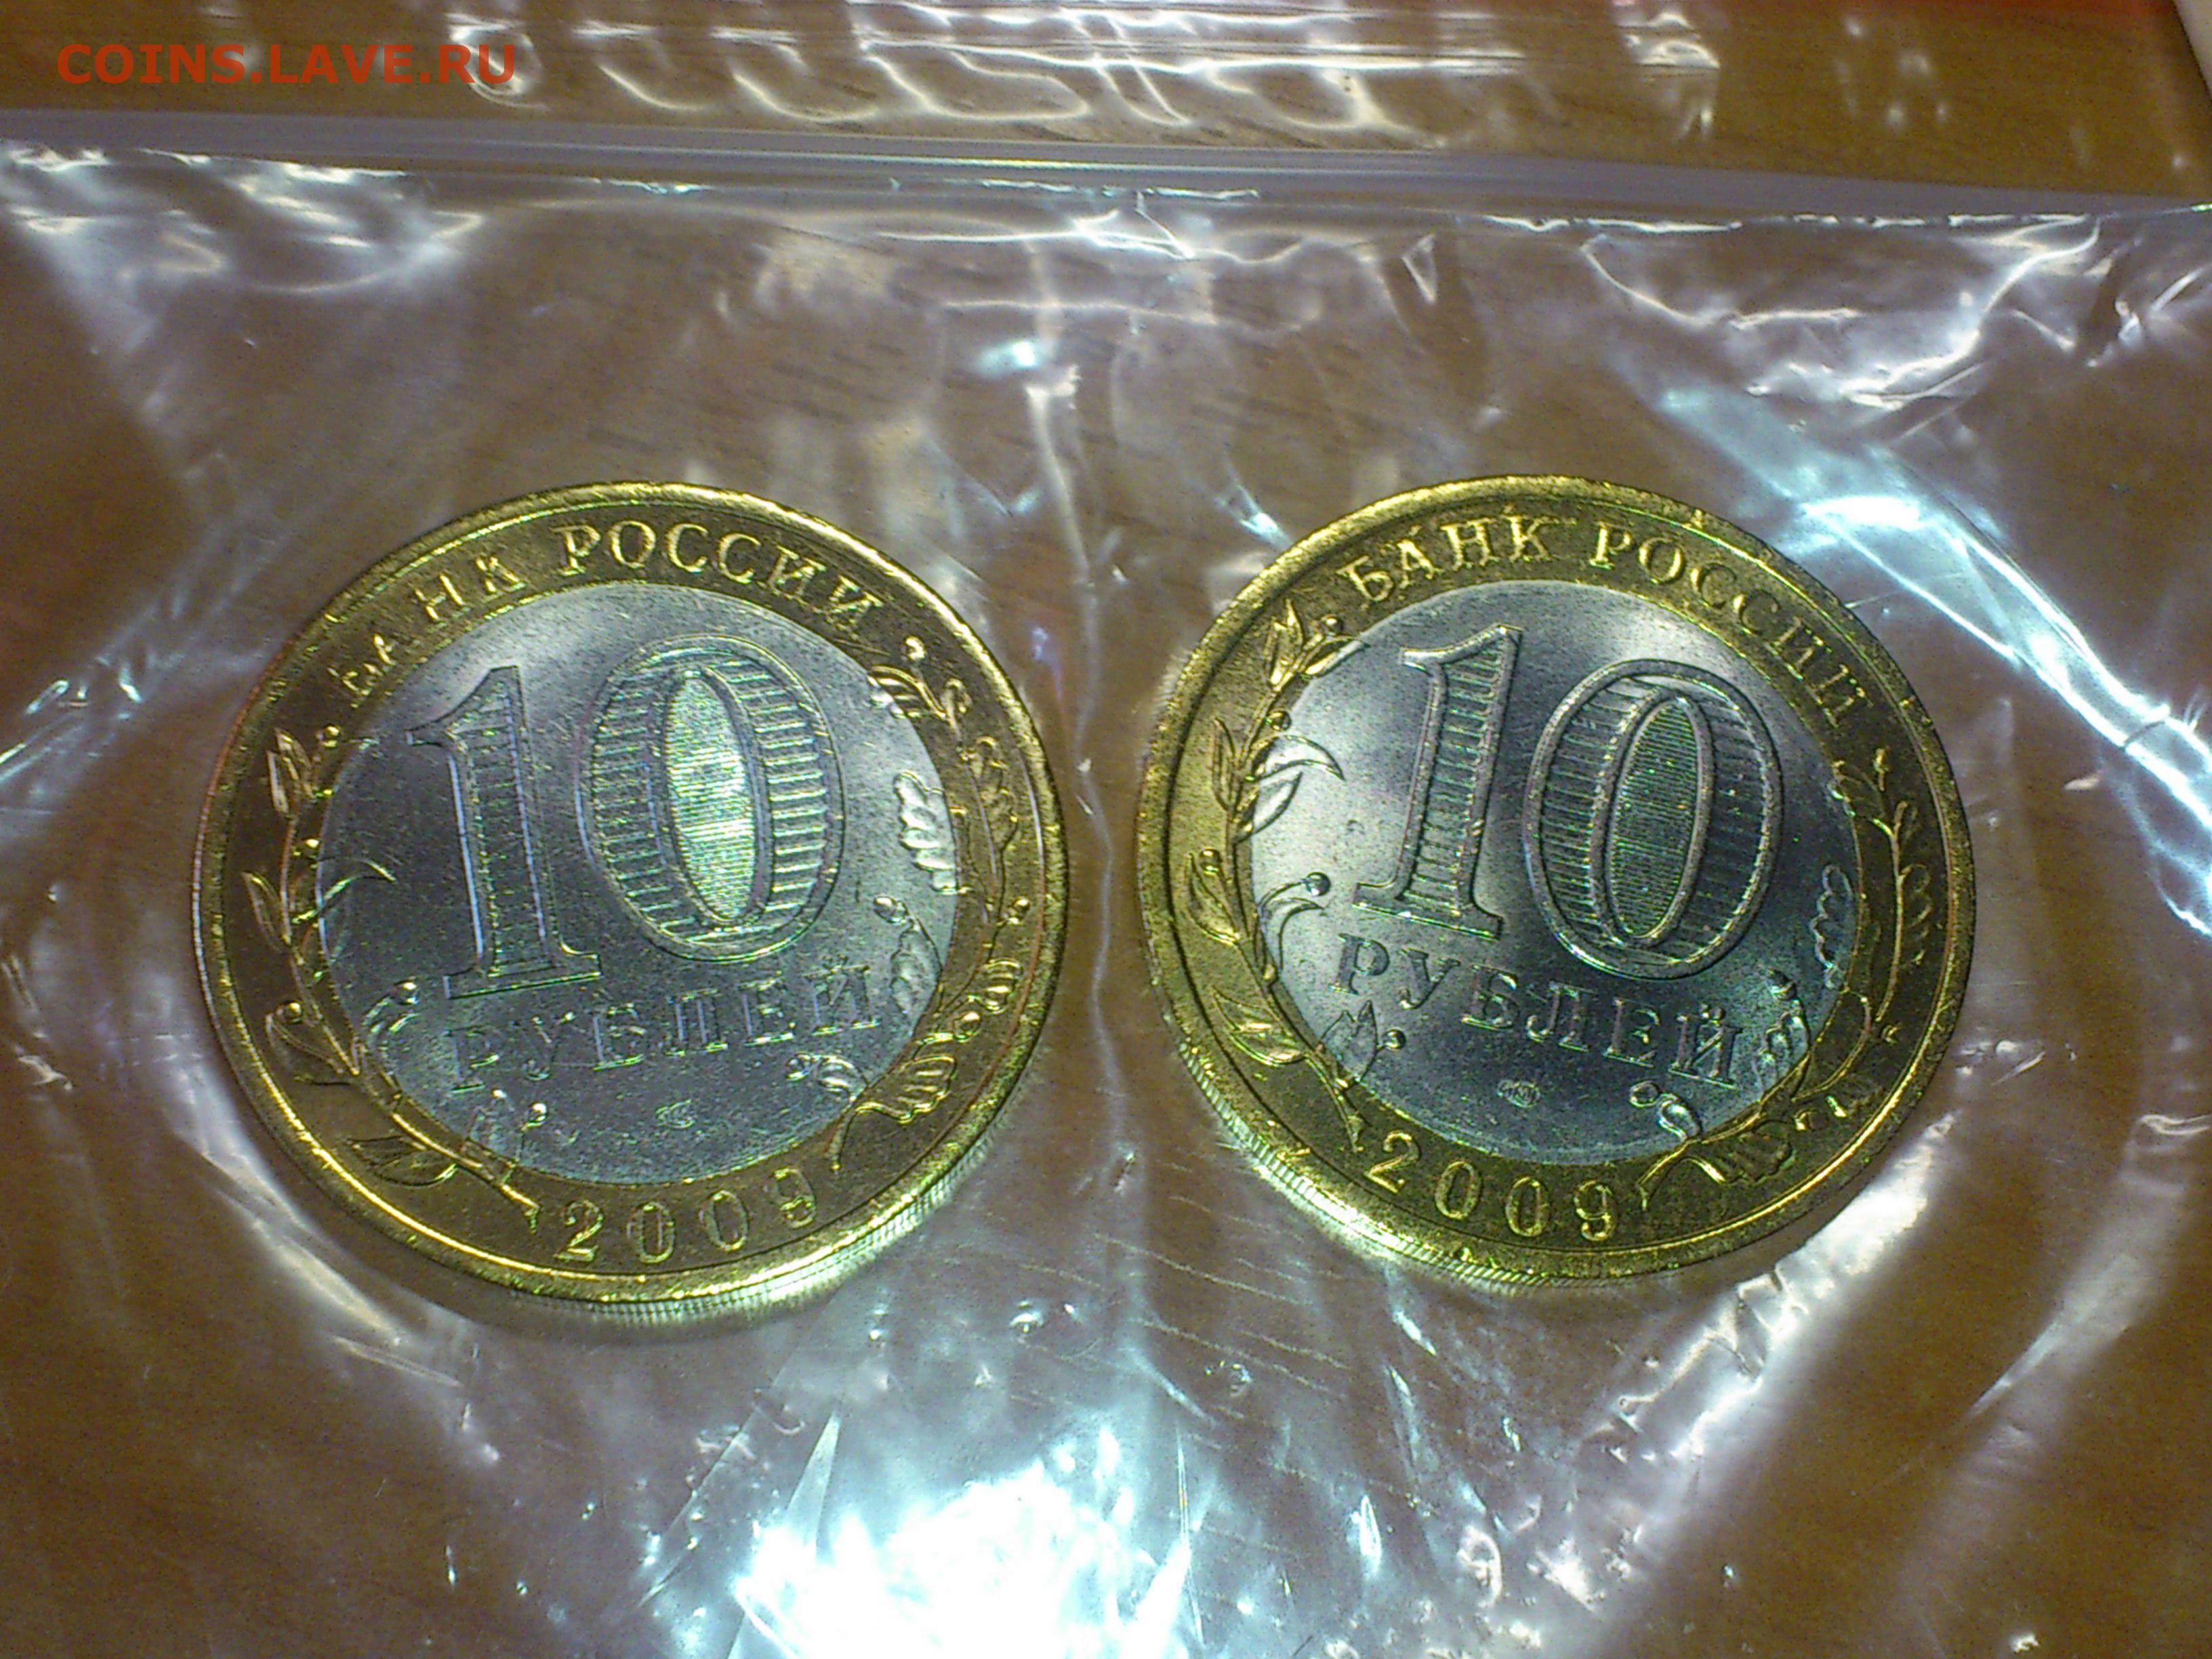 COINS.LAVE.RU
БАНК РОССИИ
10
РУБЛЕЙ
2009
БАНК РОССИИ
10
РУБЛЕЙ
2009